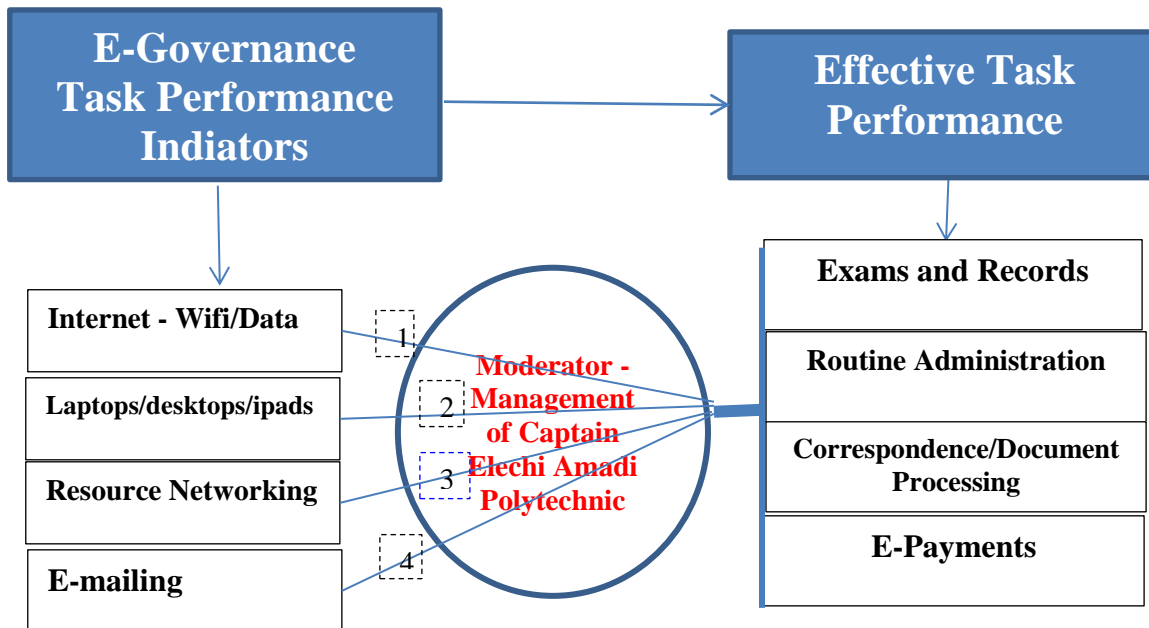 E-Governance
Task Performance
Indiators
Effective Task
Performance
Internet - Wifi/Data
Laptops/desktops/ipads
Resource Networking
E-mailing
1
2
3
4
Moderator -
Management
of Captain
Elechi Amadi
Polytechnic
Exams and Records
Routine Administration
Correspondence/Document
Processing
E-Payments